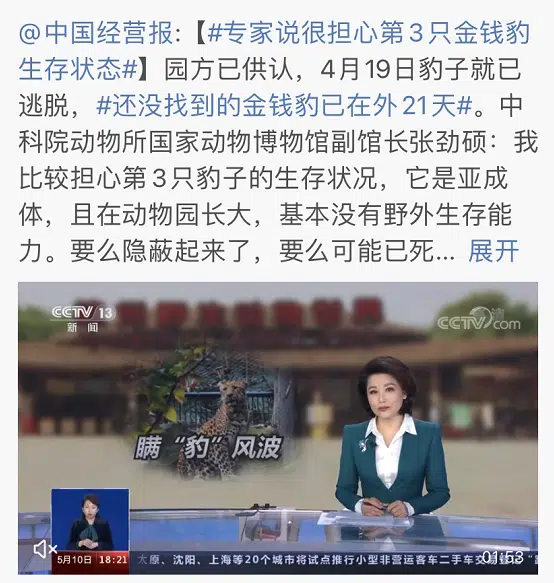 @中国经营报:【#专家说很担心第3只金钱豹
生存状态#】园方已供认，4月19日豹子就已
逃脱，#还没找到的金钱豹已在外21天#。中
科院动物所国家动物博物馆副馆长张劲硕：我
比较担心第3只豹子的生存状况，它是亚成
体，且在动物园长大，基本没有野外生存能
力。要么隐蔽起来了，要么可能已死... 展开
CCTV 13
新闻
CCTV.com
瞒“豹”风波
5月10日 18:21
太原、沈阳、上海等20个城市将试点推行小型非营运客车二手车交易登记
01:53